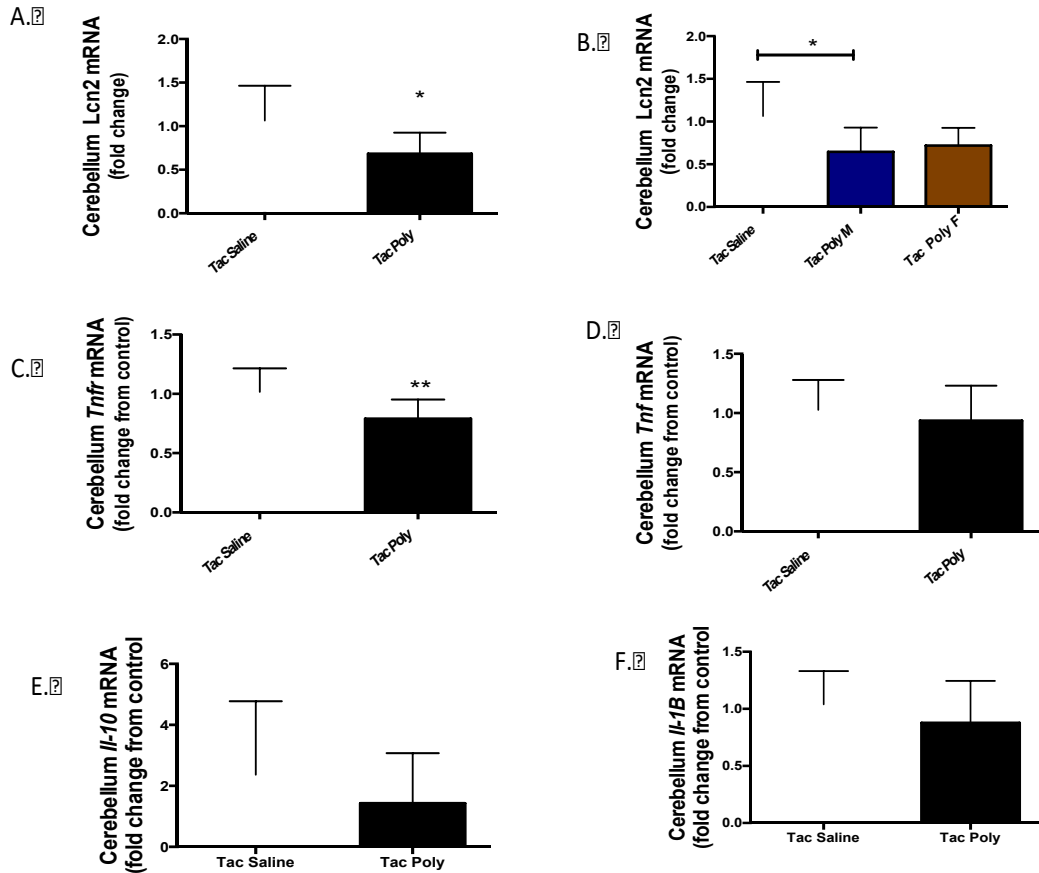 A.⍰
Cerebellum Lcn2 mRNA
(fold change)
2.0
1.5
1.0
0.5
0.0
*
Tac Saline
Tac Poly
B.⍰
Cerebellum Lcn2 mRNA
(fold change)
2.0
1.5
1.0
0.5
0.0
*
Tac Saline
Tac Poly M
Tac Poly F
C.⍰
Cerebellum Tnfr mRNA
(fold change from control)
1.5
1.0
0.5
0.0
**
Tac Saline
Tac Poly
D.⍰
Cerebellum Tnf mRNA
(fold change from control)
1.5
1.0
0.5
0.0
Tac Saline
Tac Poly
E.⍰
Cerebellum Il-10 mRNA
(fold change from control
6
4
2
0
Tac Saline
Tac Poly
F.⍰
Cerebellum Il-1B mRNA
(fold change from control
1.5
1.0
0.5
0.0
Tac Saline
Tac Poly